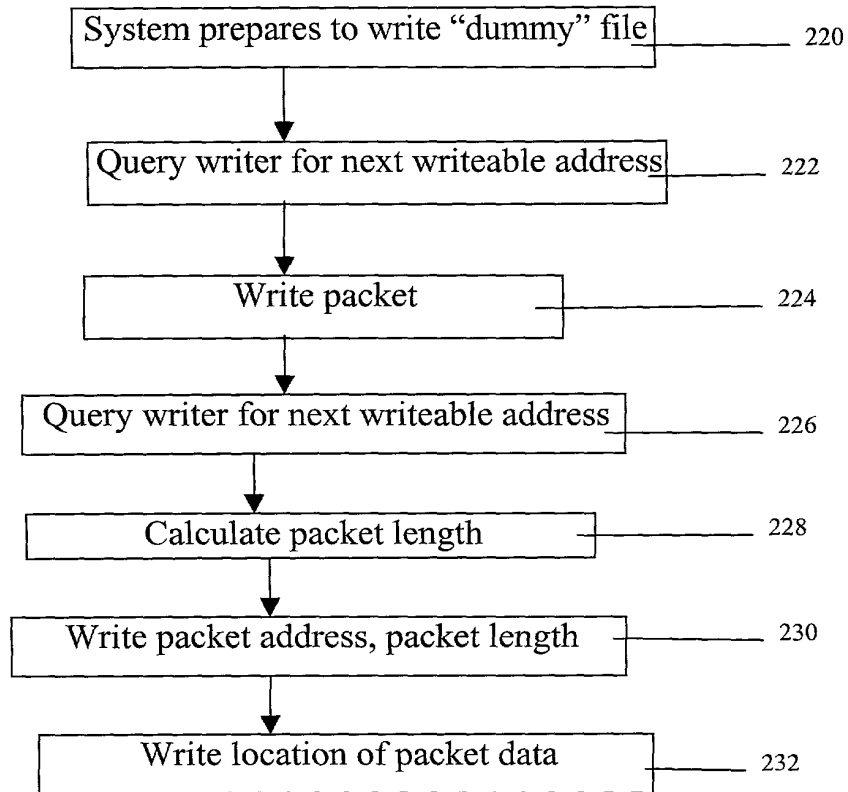 System prepares to write “dummy” file 220
Query writer for next writeable address 222
Write packet 224
Query writer for next writeable address 226
Calculate packet length 228
Write packet address, packet length 230
Write location of packet data 232